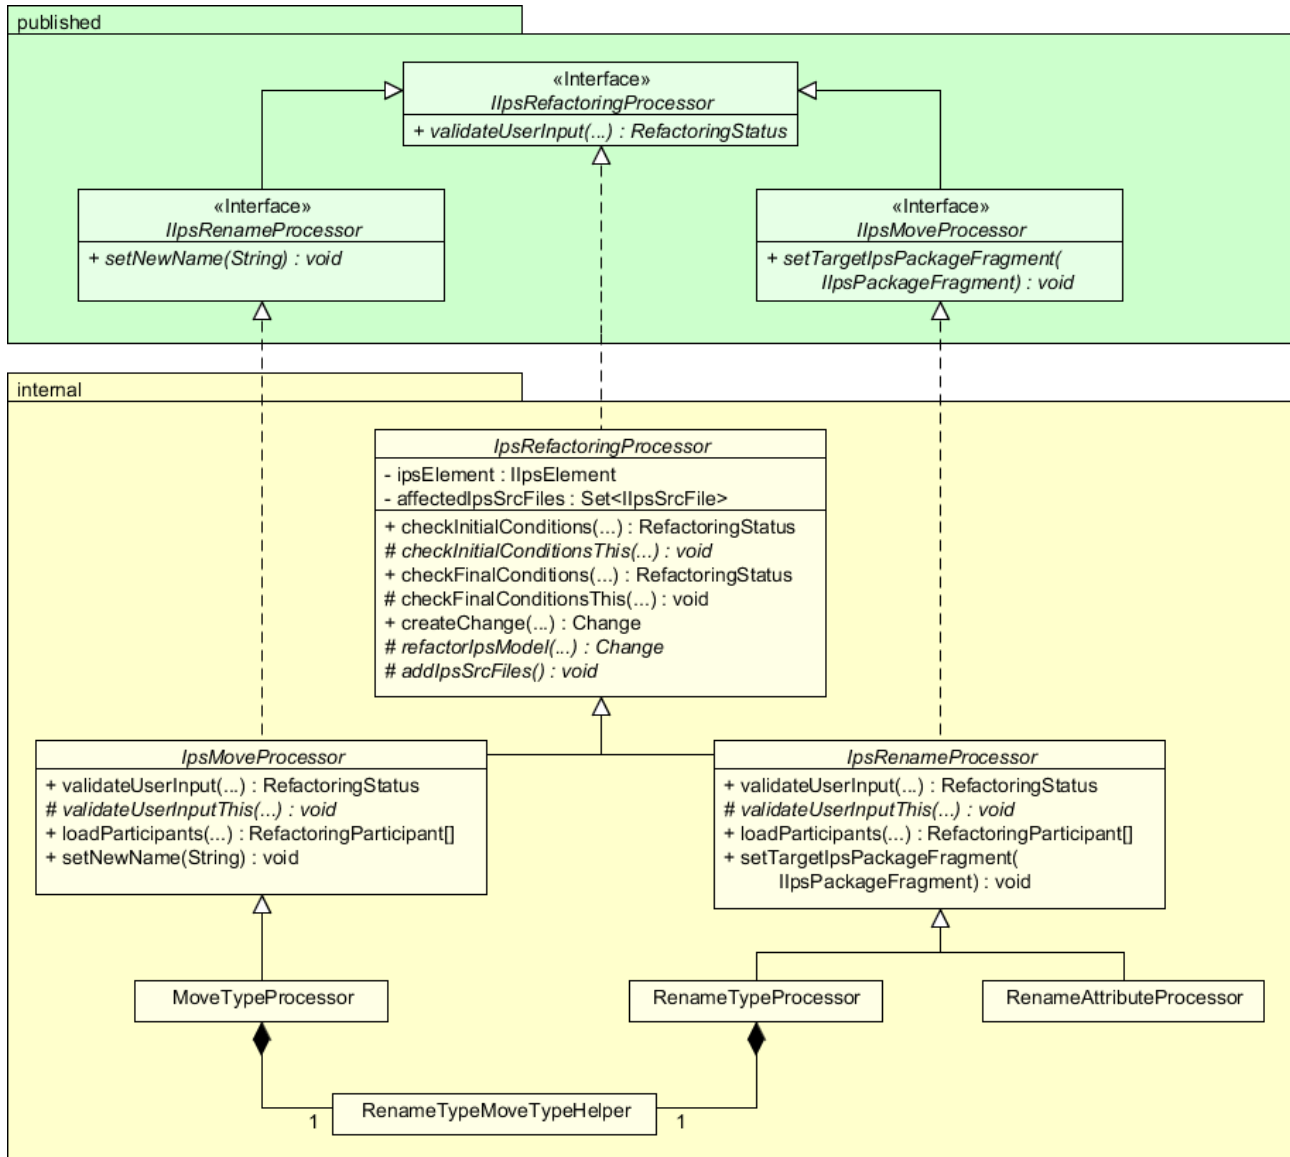 published
«Interface»
IIpsRefactoringProcessor
+ validateUserInput(...) : RefactoringStatus
«Interface»
IIpsRenameProcessor
+ setNewName(String) : void
«Interface»
IIpsMoveProcessor
+ setTargetIpsPackageFragment(
IIpsPackageFragment) : void
internal
IpsRefactoringProcessor
- ipsElement : IIpsElement
- affectedIpsSrcFiles : Set<IIpsSrcFile>
+ checkInitialConditions(...) : RefactoringStatus
# checkInitialConditionsThis(...) : void
+ checkFinalConditions(...) : RefactoringStatus
# checkFinalConditionsThis(...) : void
+ createChange(...) : Change
# refactorIpsModel(...) : Change
# addIpsSrcFiles() : void
IpsMoveProcessor
+ validateUserInput(...) : RefactoringStatus
# validateUserInputThis(...) : void
+ loadParticipants(...) : RefactoringParticipant[]
+ setNewName(String) : void
IpsRenameProcessor
+ validateUserInput(...) : RefactoringStatus
# validateUserInputThis(...) : void
+ loadParticipants(...) : RefactoringParticipant[]
+ setTargetIpsPackageFragment(
IIpsPackageFragment) : void
MoveTypeProcessor
RenameTypeProcessor
RenameAttributeProcessor
RenameTypeMoveTypeHelper
1
1